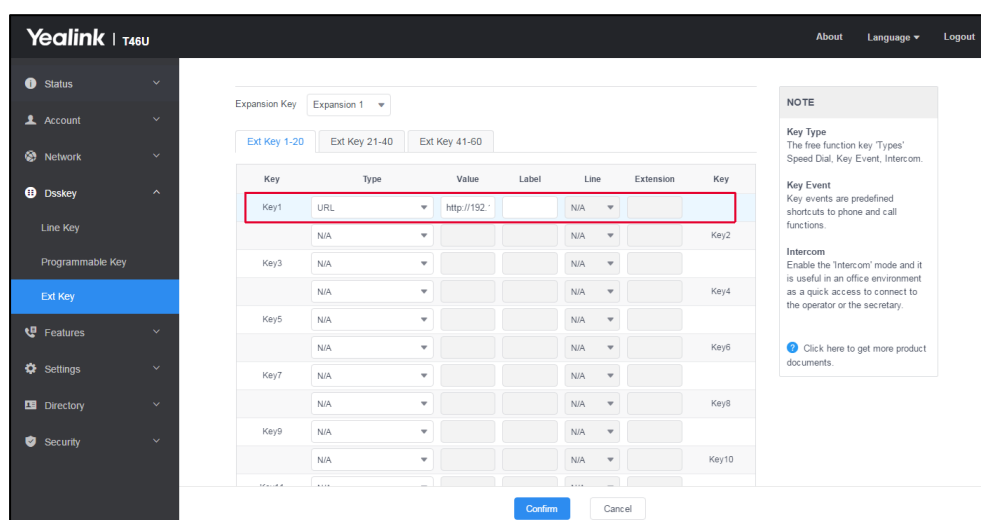 Yealink | T46U
About Language Logout
Status
Account
Network
Dsskey
Line Key
Programmable Key
Ext Key
Features
Settings
Directory
Security
Expansion Key Expansion 1
Ext Key 1-20 Ext Key 21-40 Ext Key 41-60
Key Type Value Label Line Extension Key
Key1 URL http://192. N/A
N/A N/A Key2
Key3 N/A N/A
N/A N/A Key4
Key5 N/A N/A
N/A N/A Key6
Key7 N/A N/A
N/A N/A Key8
Key9 N/A N/A
N/A N/A Key10
Confirm Cancel
NOTE
Key Type
The free function key 'Types'
Speed Dial, Key Event, Intercom.
Key Event
Key events are predefined
shortcuts to phone and call
functions.
Intercom
Enable the 'Intercom' mode and it
is useful in an office environment
as a quick access to connect to
the operator or the secretary.
Click here to get more product
documents.